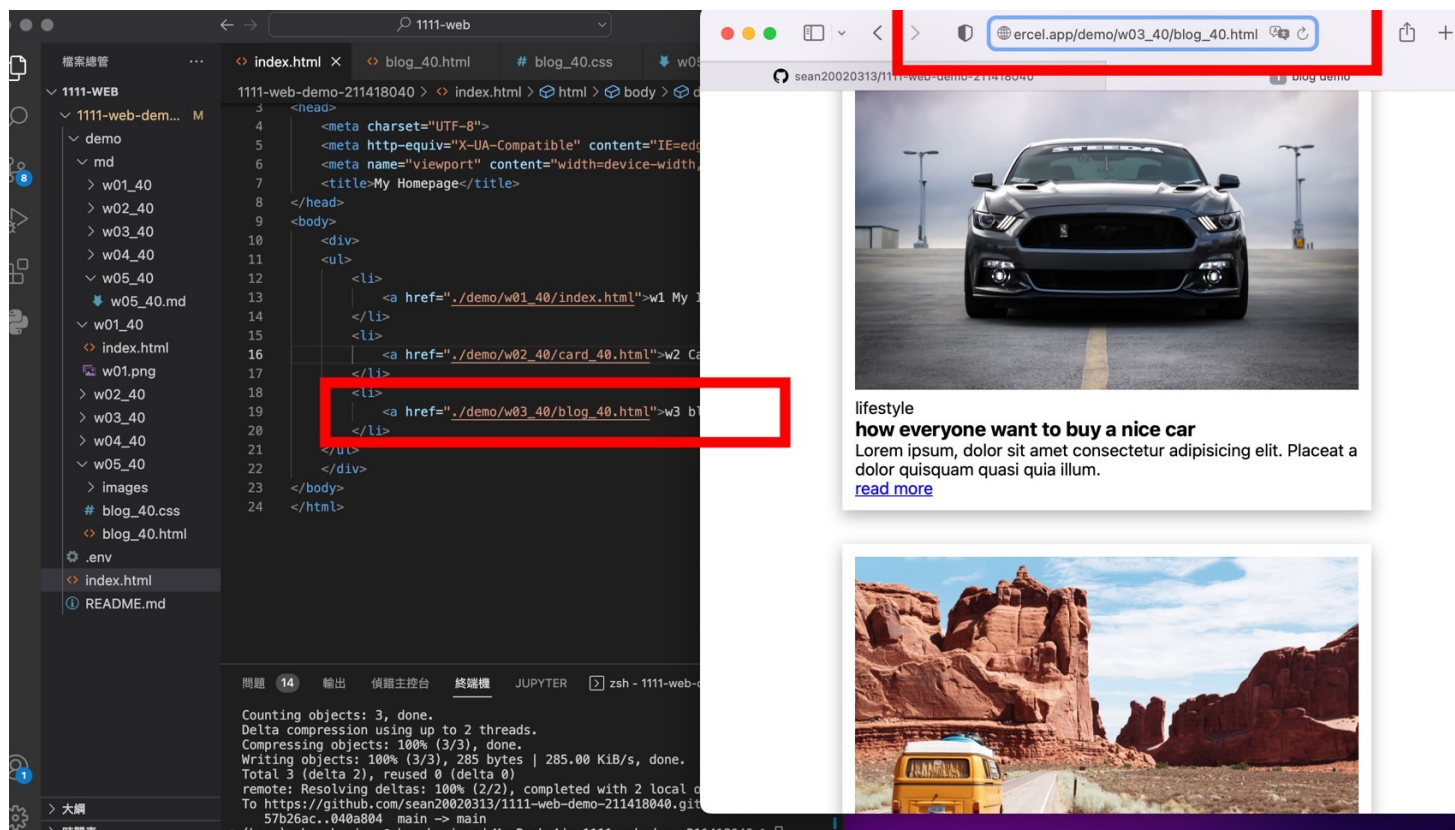 1111-web
檔案總管
1111-WEB
1111-web-dem... M
demo
md
w01_40
w02_40
w03_40
w04_40
w05_40
w05_40.md
w01_40
index.html
w01.png
w02_40
w03_40
w04_40
w05_40
images
# blog_40.css
blog_40.html
.env
index.html
README.md
大綱
8
1
index.html
blog_40.html
# blog_40.css
1111-web-demo-211418040 > index.html > html > body >
3 <head>
4 <meta charset="UTF-8">
5 <meta http-equiv="X-UA-Compatible" content="IE=edg
6 <meta name="viewport" content="width=device-width,
7 <title>My Homepage</title>
8 </head>
9 <body>
10 <div>
11 <ul>
12 <li>
13 <a href="./demo/w01_40/index.html">w1 My
14 </li>
15 <li>
16 <a href="./demo/w02_40/card_40.html">w2 Ca
17 </li>
18 <li>
19 <a href="./demo/w03_40/blog_40.html">w3 bl
20 </li>
21 </ul>
22 </div>
23 </body>
24 </html>
問題 14 輸出 偵錯主控台 終端機 JUPYTER zsh - 1111-web-
Counting objects: 3, done.
Delta compression using up to 2 threads.
Compressing objects: 100% (3/3), done.
Writing objects: 100% (3/3), 285 bytes | 285.00 KiB/s, done.
Total 3 (delta 2), reused 0 (delta 0)
remote: Resolving deltas: 100% (2/2), completed with 2 local
To https://github.com/sean20020313/1111-web-demo-211418040.git
57b26ac..040a804 main -> main
ercel.app/demo/w03_40/blog_40.html
sean20020313/1111-web-demo-211418040
blog demo
STEEDA
lifestyle
how everyone want to buy a nice car
Lorem ipsum, dolor sit amet consectetur adipisicing elit. Placeat a
dolor quisquam quasi quia illum.
read more